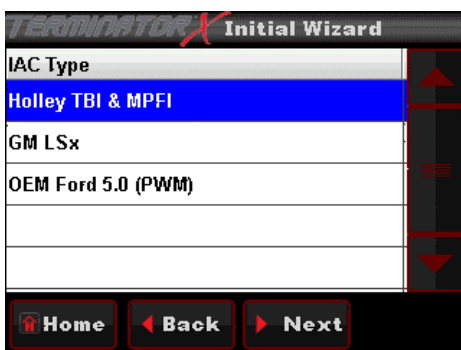 TERMINATOR X Initial Wizard
IAC Type
Holley TBI & MPFI
GM LSx
OEM Ford 5.0 (PWM)
Home Back Next